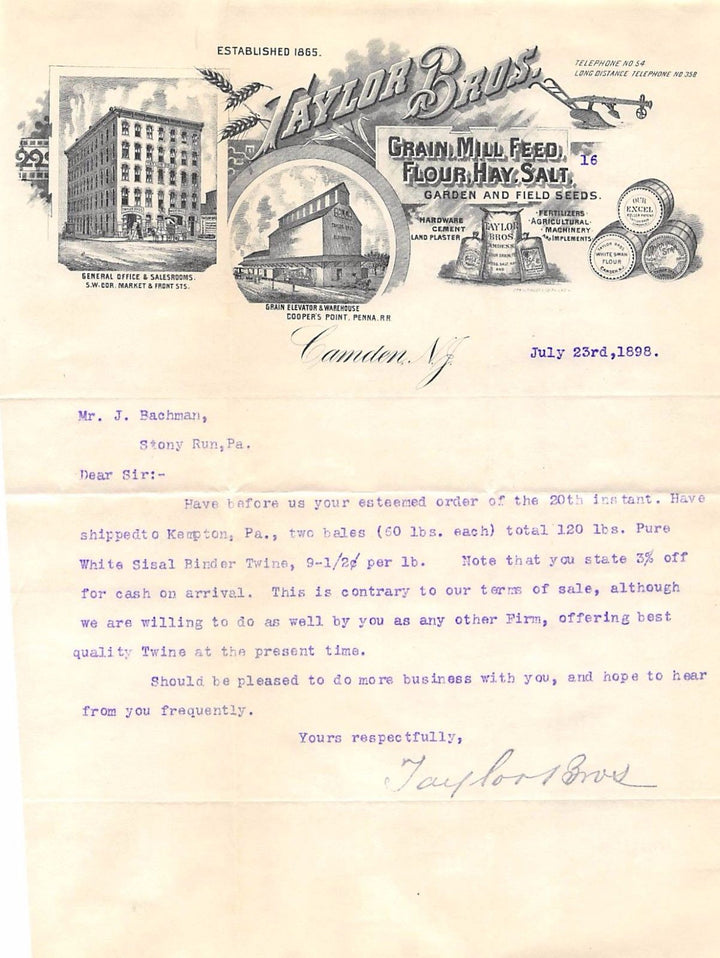 ESTABLISHED 1865.
TAYLOR BROS.
TELEPHONE NO 54
LONG DISTANCE TELEPHONE NO 358
GRAIN, MILL FEED,
FLOUR, HAY, SALT,
16
GARDEN AND FIELD SEEDS.
HARDWARE
CEMENT
LAND PLASTER
FERTILIZERS
AGRICULTURAL
MACHINERY
IMPLEMENTS
TAYLOR
BROS.
CAMDEN, N.J.
OUR
EXCEL
TAYLOR BROS
WHITE SWAN
FLOUR
CAMDEN, N.J.
GENERAL OFFICE & SALESROOMS.
S.W. COR. MARKET & FRONT STS.
GRAIN ELEVATOR & WAREHOUSE
COOPER'S POINT, PENNA. RR
Camden, N.J.
July 23rd,1898.
Mr. J. Bachman,
Stony Run,Pa.
Dear Sir:-
Have before us your esteemed order of the 20th instant. Have
shippedto Kempton, Pa., two bales (60 lbs. each) total 120 lbs. Pure
White Sisal Binder Twine, 9-1/2¢ per lb. Note that you state 3% off
for cash on arrival. This is contrary to our terms of sale, although
we are willing to do as well by you as any other Firm, offering best
quality Twine at the present time.
Should be pleased to do more business with you, and hope to hear
from you frequently.
Yours respectfully,
Taylor Bros